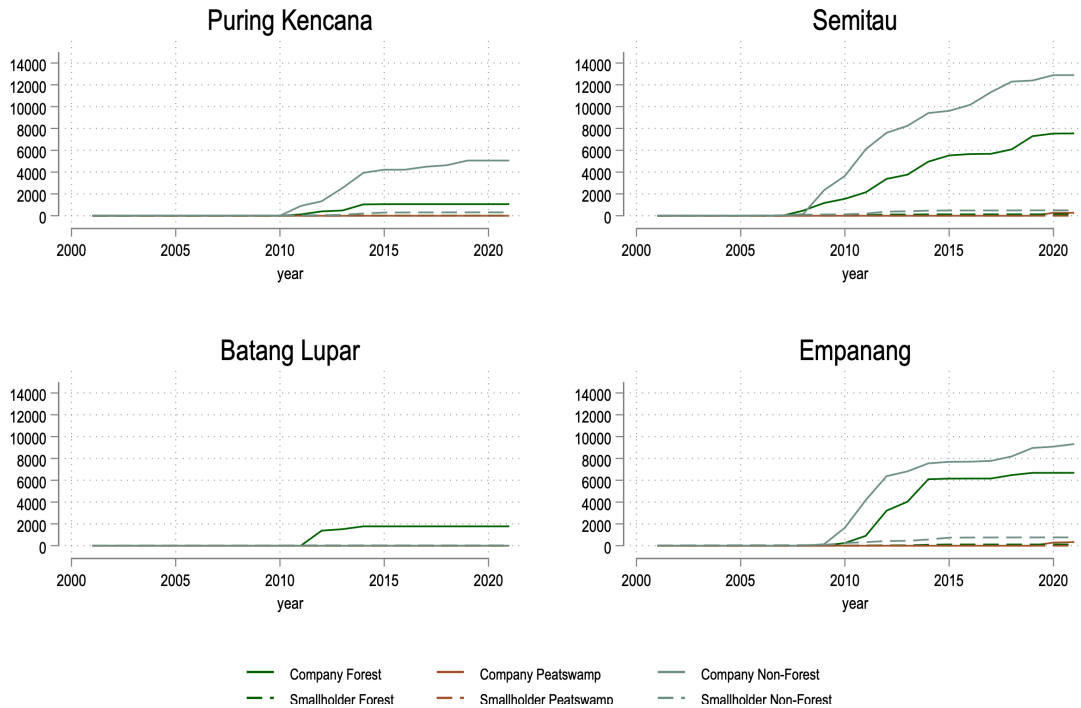 Puring Kencana
14000
12000
10000
8000
6000
4000
2000
0
2000 2005 2010 2015 2020
year
Semitau
14000
12000
10000
8000
6000
4000
2000
0
2000 2005 2010 2015 2020
year
Batang Lupar
14000
12000
10000
8000
6000
4000
2000
0
2000 2005 2010 2015 2020
year
Empanang
14000
12000
10000
8000
6000
4000
2000
0
2000 2005 2010 2015 2020
year
Company Forest Company Peatswamp Company Non-Forest
Smallholder Forest Smallholder Peatswamp Smallholder Non-Forest